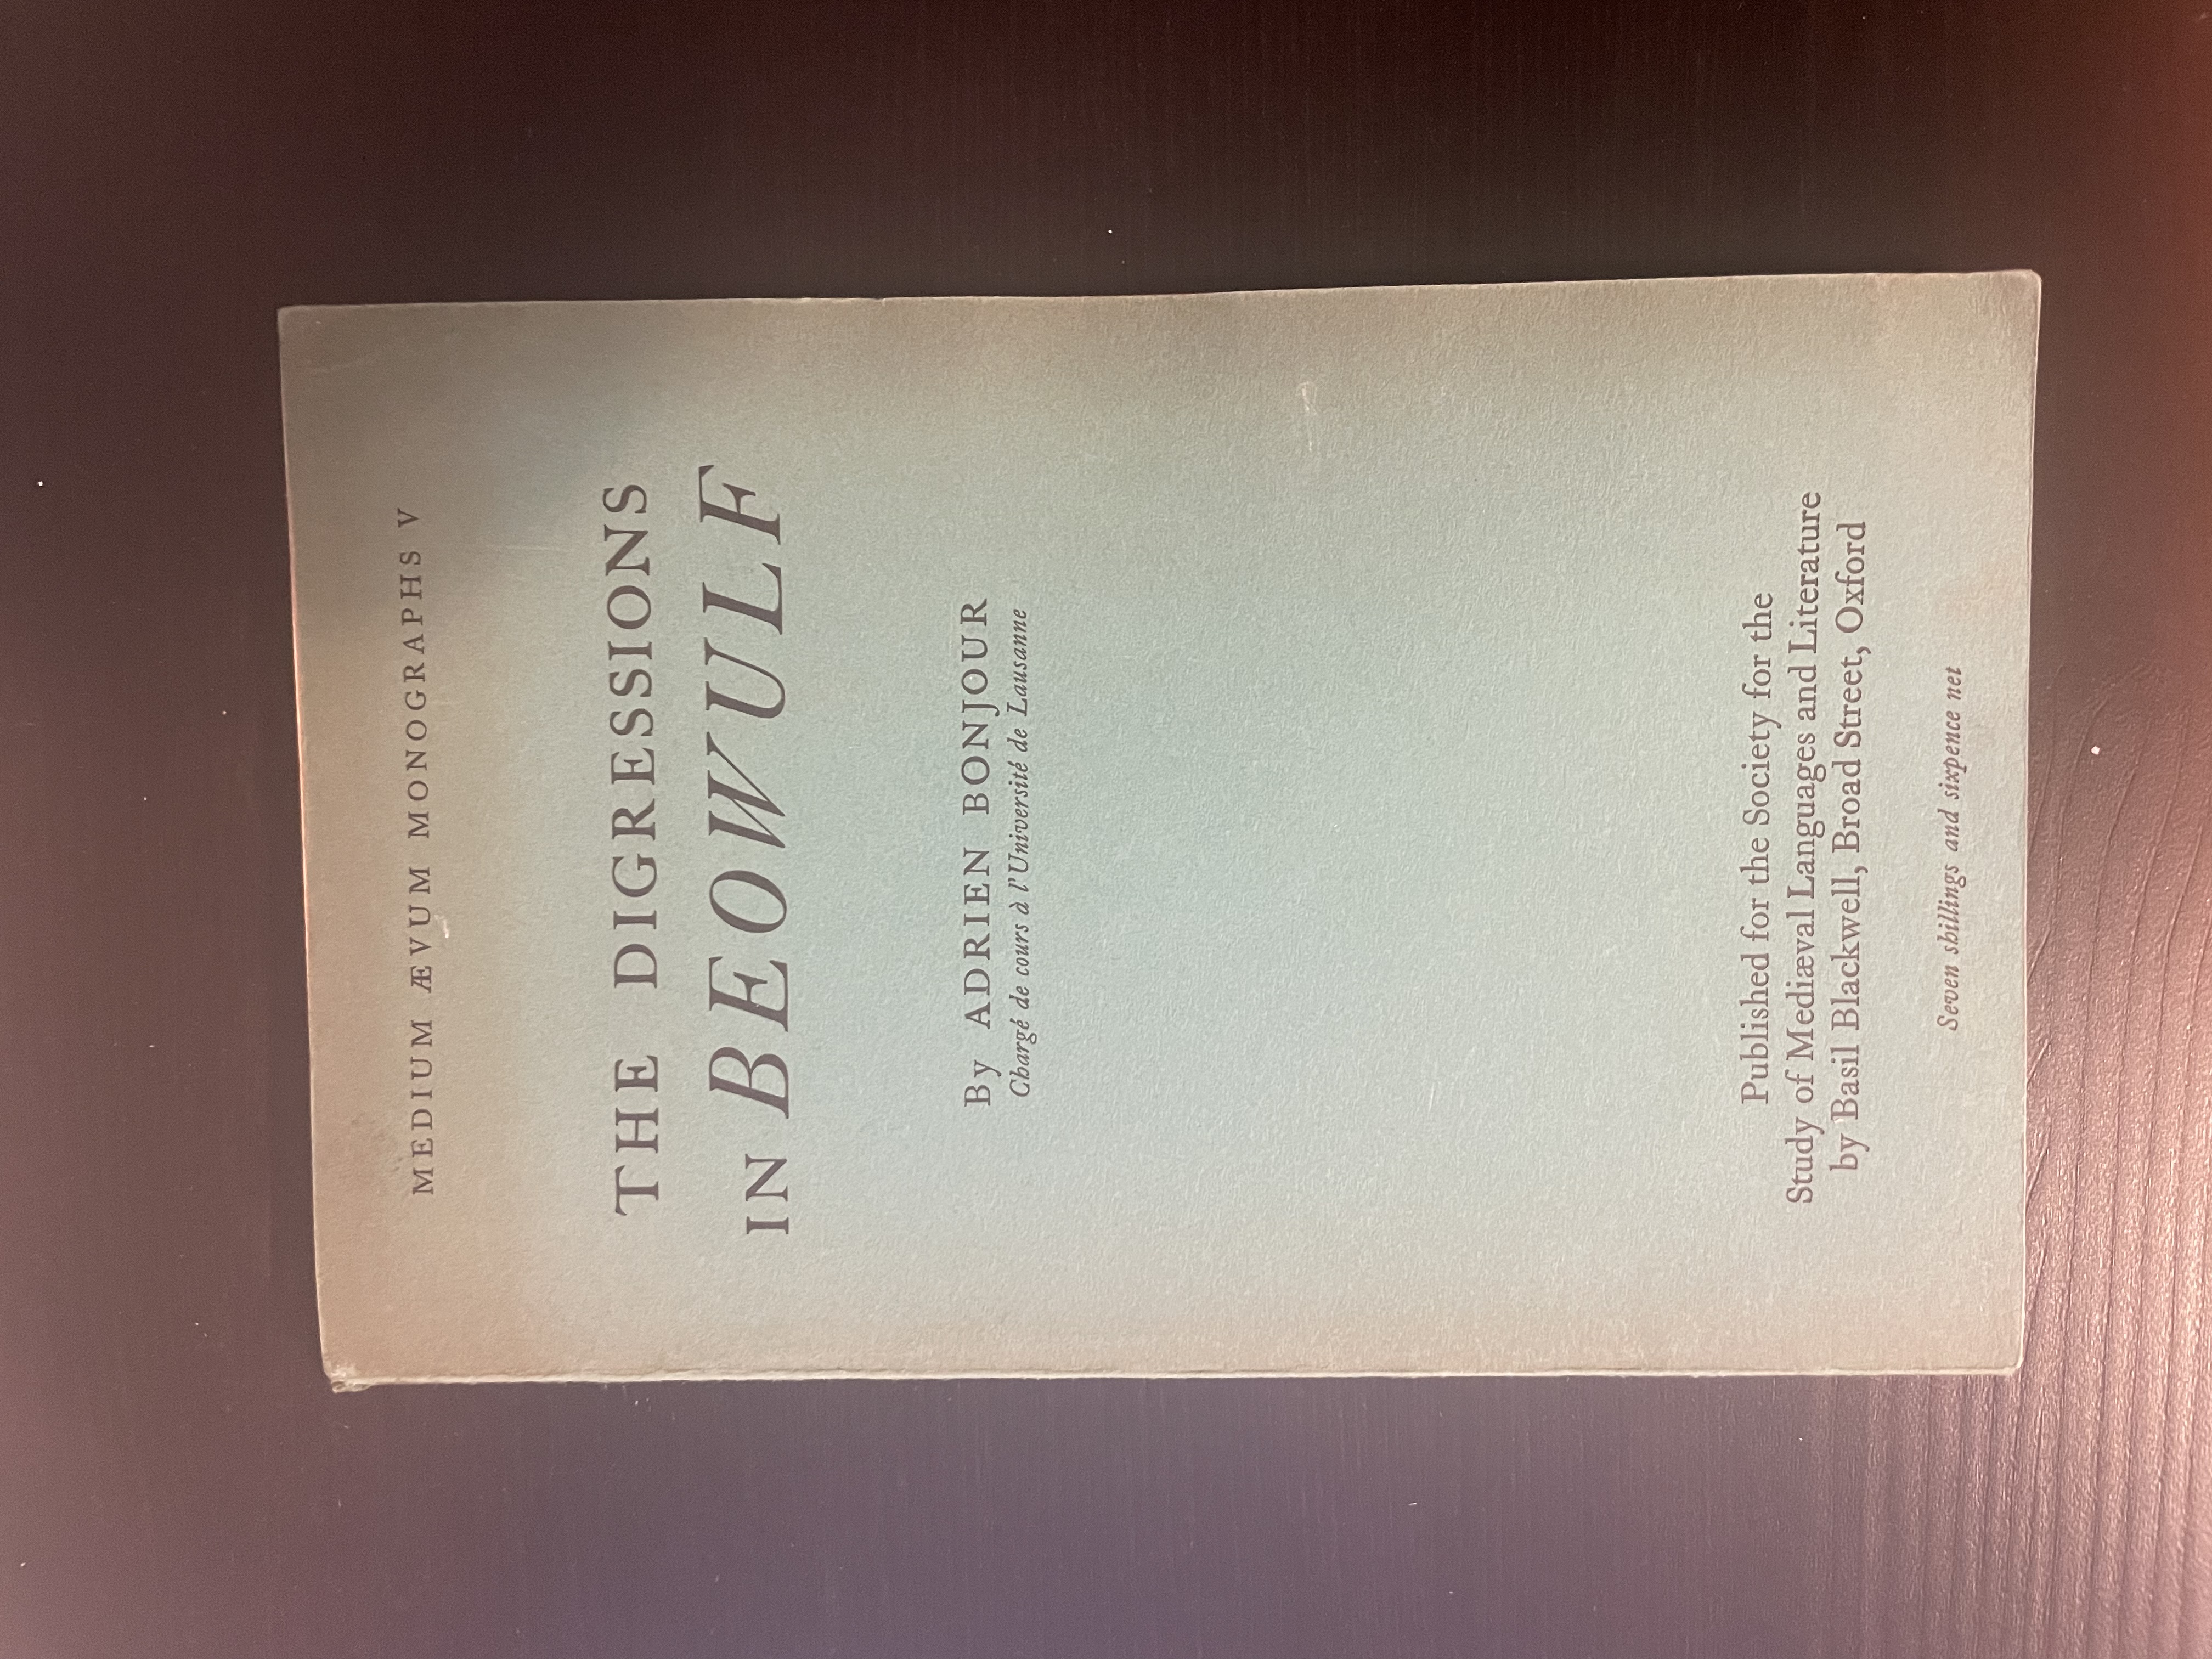 MEDIUM ÆVUM MONOGRAPHS V
THE DIGRESSIONS
IN BEOWULF
By ADRIEN BONJOUR
Chargé de cours à l'Université de Lausanne
Published for the Society for the
Study of Mediæval Languages and Literature
by Basil Blackwell, Broad Street, Oxford
Seven shillings and sixpence net